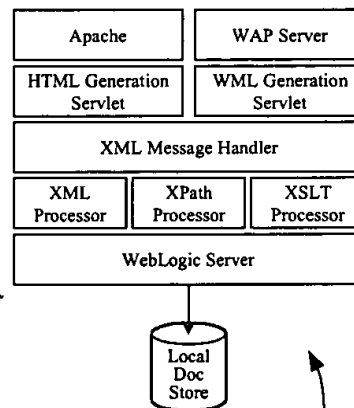 Apache WAP Server
HTML Generation WML Generation
Servlet Servlet
XML Message Handler
XML XPath XSLT
Processor Processor Processor
WebLogic Server
Local
Doc
Store